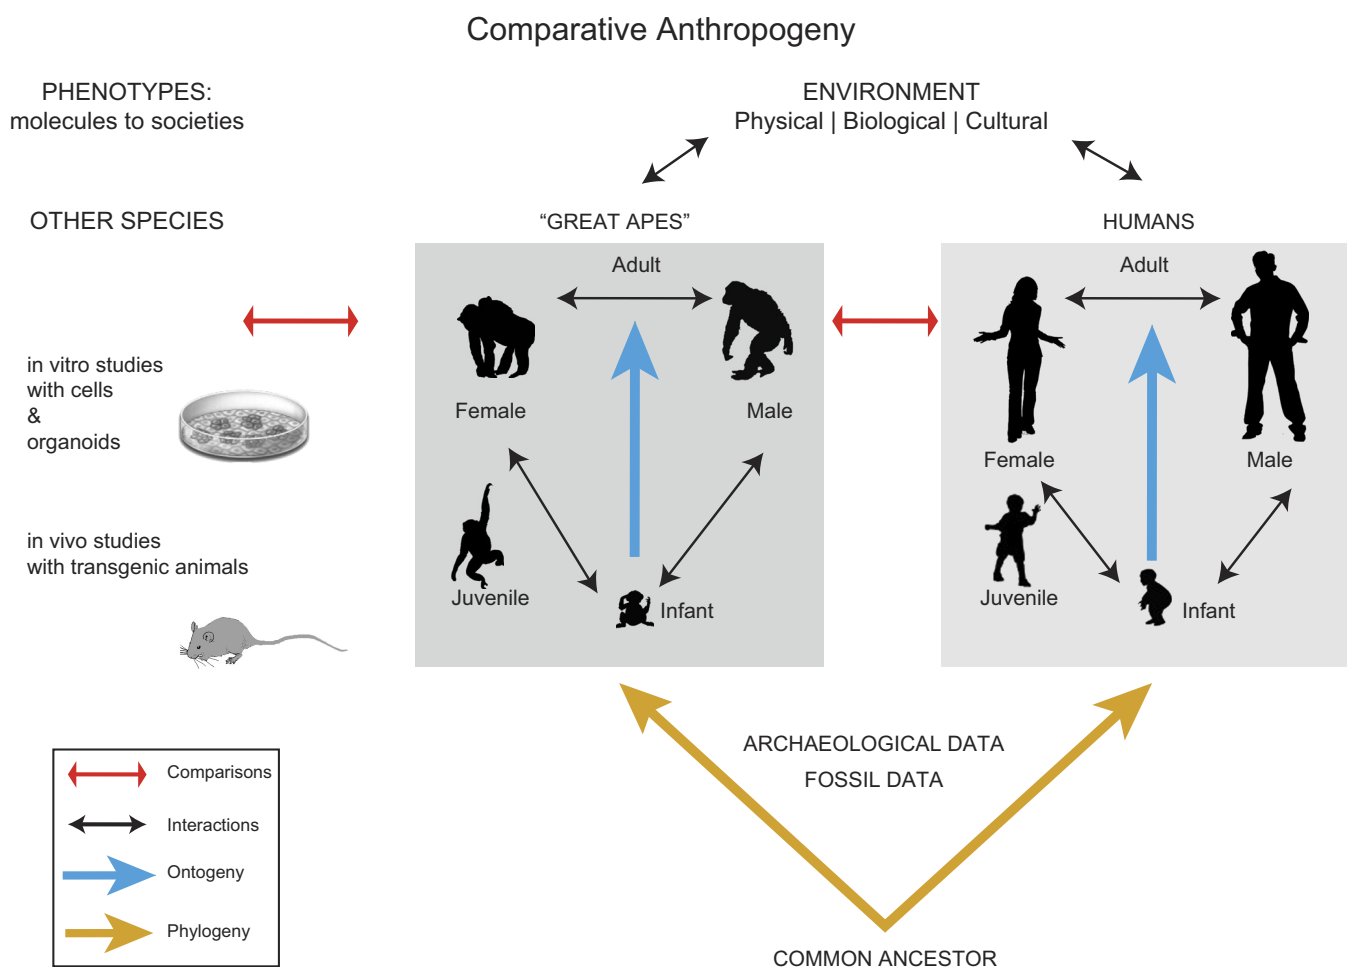 Comparative Anthropogeny
PHENOTYPES:
molecules to societies
ENVIRONMENT
Physical | Biological | Cultural
OTHER SPECIES
“GREAT APES”
HUMANS
in vitro studies
with cells
&
organoids
in vivo studies
with transgenic animals
Adult
Female
Male
Juvenile
Infant
Adult
Female
Male
Juvenile
Infant
ARCHAEOLOGICAL DATA
FOSSIL DATA
COMMON ANCESTOR
Comparisons
Interactions
Ontogeny
Phylogeny